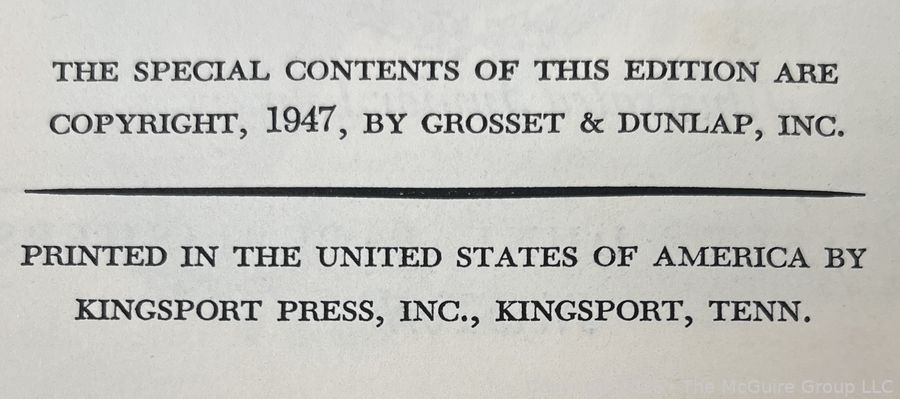 THE SPECIAL CONTENTS OF THIS EDITION ARE
COPYRIGHT, 1947, BY GROSSET & DUNLAP, INC.
PRINTED IN THE UNITED STATES OF AMERICA BY
KINGSPORT PRESS, INC., KINGSPORT, TENN.
The McGuire Group LLC